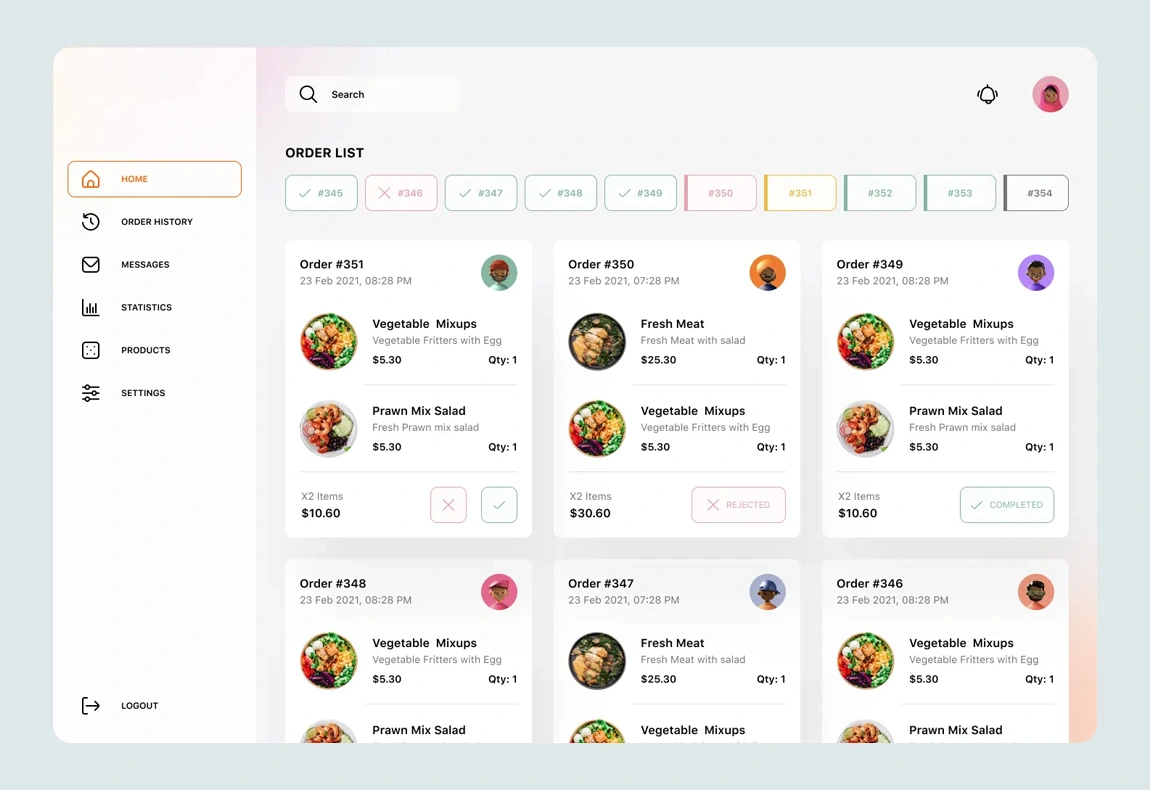 Search
HOME
ORDER HISTORY
MESSAGES
STATISTICS
PRODUCTS
SETTINGS
LOGOUT
ORDER LIST
#345
#346
#347
#348
#349
#350
#351
#352
#353
#354
Order #351
23 Feb 2021, 08:28 PM
Vegetable Mixups
Vegetable Fritters with Egg
$5.30 Qty: 1
Prawn Mix Salad
Fresh Prawn mix salad
$5.30 Qty: 1
X2 Items
$10.60
Order #350
23 Feb 2021, 07:28 PM
Fresh Meat
Fresh Meat with salad
$25.30 Qty: 1
Vegetable Mixups
Vegetable Fritters with Egg
$5.30 Qty: 1
X2 Items
$30.60
REJECTED
Order #349
23 Feb 2021, 08:28 PM
Vegetable Mixups
Vegetable Fritters with Egg
$5.30 Qty: 1
Prawn Mix Salad
Fresh Prawn mix salad
$5.30 Qty: 1
X2 Items
$10.60
COMPLETED
Order #348
23 Feb 2021, 08:28 PM
Vegetable Mixups
Vegetable Fritters with Egg
$5.30 Qty: 1
Prawn Mix Salad
Order #347
23 Feb 2021, 07:28 PM
Fresh Meat
Fresh Meat with salad
$25.30 Qty: 1
Vegetable Mixups
Order #346
23 Feb 2021, 08:28 PM
Vegetable Mixups
Vegetable Fritters with Egg
$5.30 Qty: 1
Prawn Mix Salad